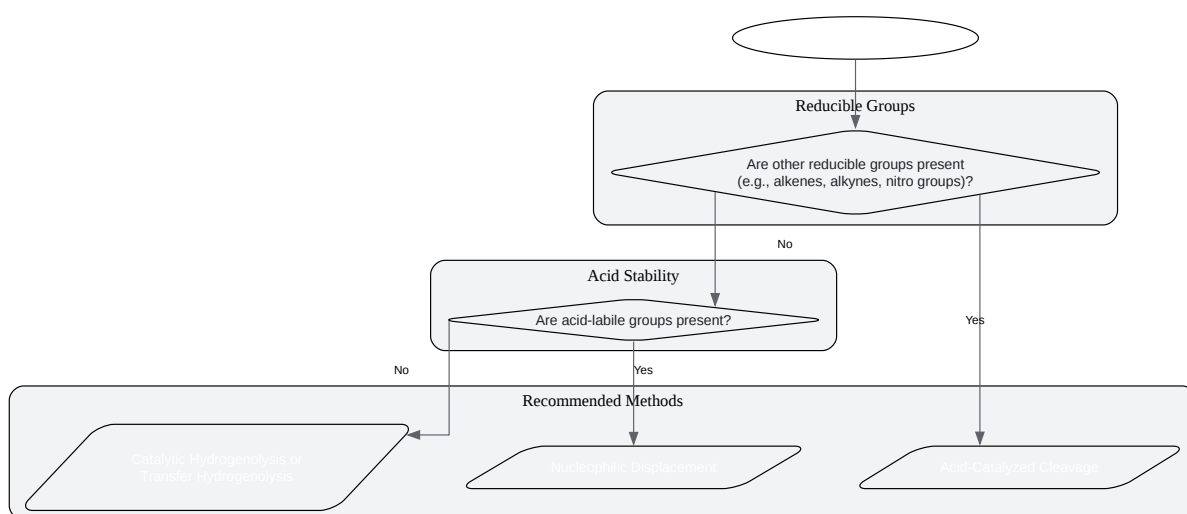 Reducible Groups
Are other reducible groups present
(e.g., alkenes, alkynes, nitro groups)?
No
Acid Stability
Are acid-labile groups present?
Yes
No
Yes
Recommended Methods
Catalytic Hydrogenolysis or
Transfer Hydrogenolysis
Nucleophilic Displacement
Acid-Catalyzed Cleavage